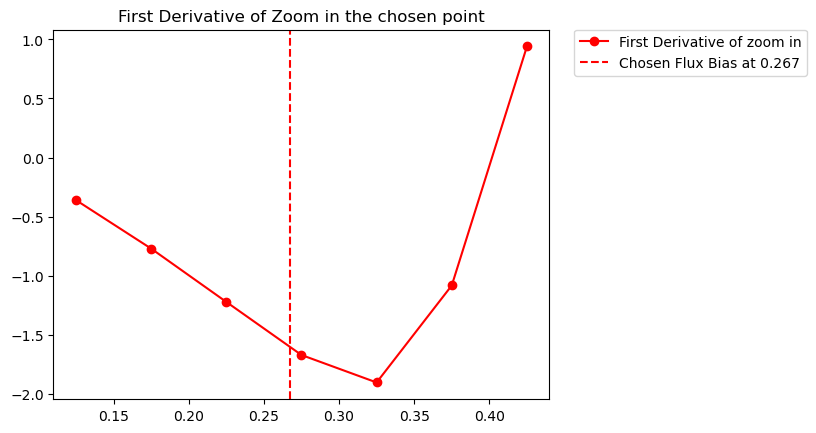 First Derivative of Zoom in the chosen point
First Derivative of zoom in
Chosen Flux Bias at 0.267
1.0
0.5
0.0
−0.5
−1.0
−1.5
−2.0
0.15 0.20 0.25 0.30 0.35 0.40